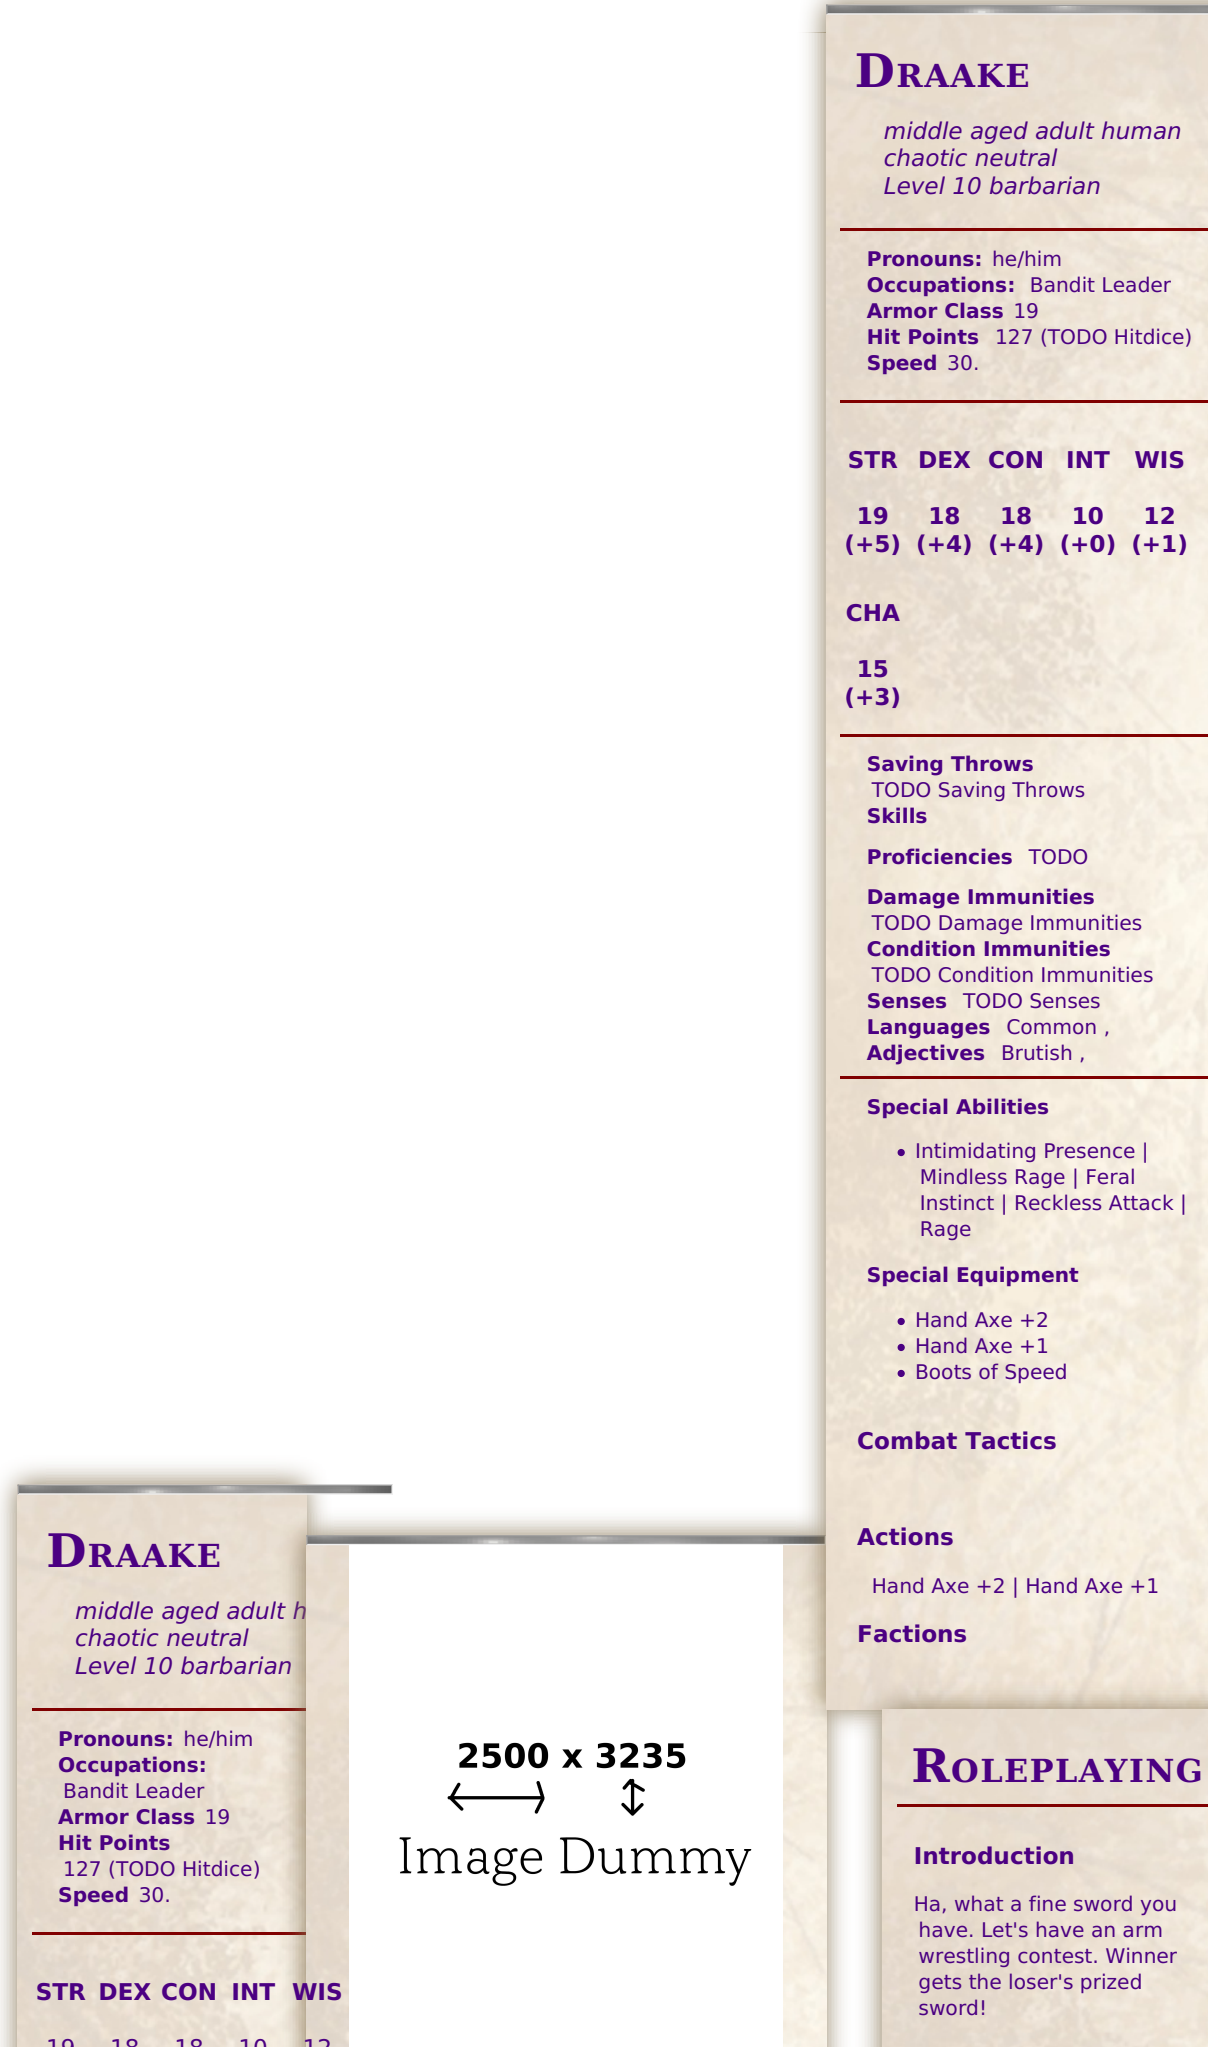 Draake
middle aged adult human
chaotic neutral
Level 10 barbarian
Pronouns: he/him
Occupations: Bandit Leader
Armor Class 19
Hit Points 127 (TODO Hitdice)
Speed 30.
STR DEX CON INT WIS
19 18 18 10 12
(+5) (+4) (+4) (+0) (+1)
CHA
15
(+3)
Saving Throws
TODO Saving Throws
Skills
Proficiencies TODO
Damage Immunities
TODO Damage Immunities
Condition Immunities
TODO Condition Immunities
Senses TODO Senses
Languages Common ,
Adjectives Brutish ,
Special Abilities
• Intimidating Presence |
Mindless Rage | Feral
Instinct | Reckless Attack |
Rage
Special Equipment
• Hand Axe +2
• Hand Axe +1
• Boots of Speed
Combat Tactics
Actions
Hand Axe +2 | Hand Axe +1
Factions
Draake
middle aged adult h
chaotic neutral
Level 10 barbarian
Pronouns: he/him
Occupations:
Bandit Leader
Armor Class 19
Hit Points
127 (TODO Hitdice)
Speed 30.
STR DEX CON INT WIS
19 18 18 10 12
2500 x 3235
Image Dummy
Roleplaying
Introduction
Ha, what a fine sword you
have. Let's have an arm
wrestling contest. Winner
gets the loser's prized
sword!